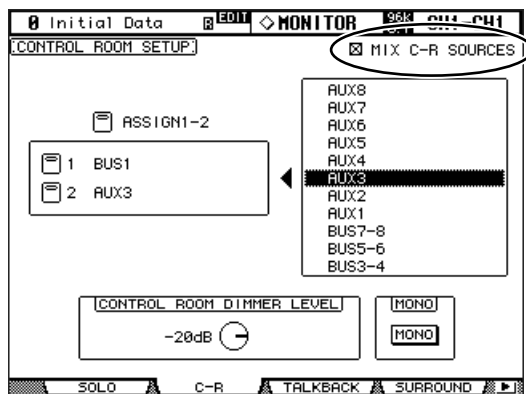 0 Initial Data EDIT ◇MONITOR 96K CH1-CH1
CONTROL ROOM SETUP
☒ MIX C-R SOURCES
ASSIGN1-2
1 BUS1
2 AUX3
AUX8
AUX7
AUX6
AUX5
AUX4
AUX3
AUX2
AUX1
BUS7-8
BUS5-6
BUS3-4
CONTROL ROOM DIMMER LEVEL
-20dB
MONO
MONO
SOLO C-R TALKBACK SURROUND